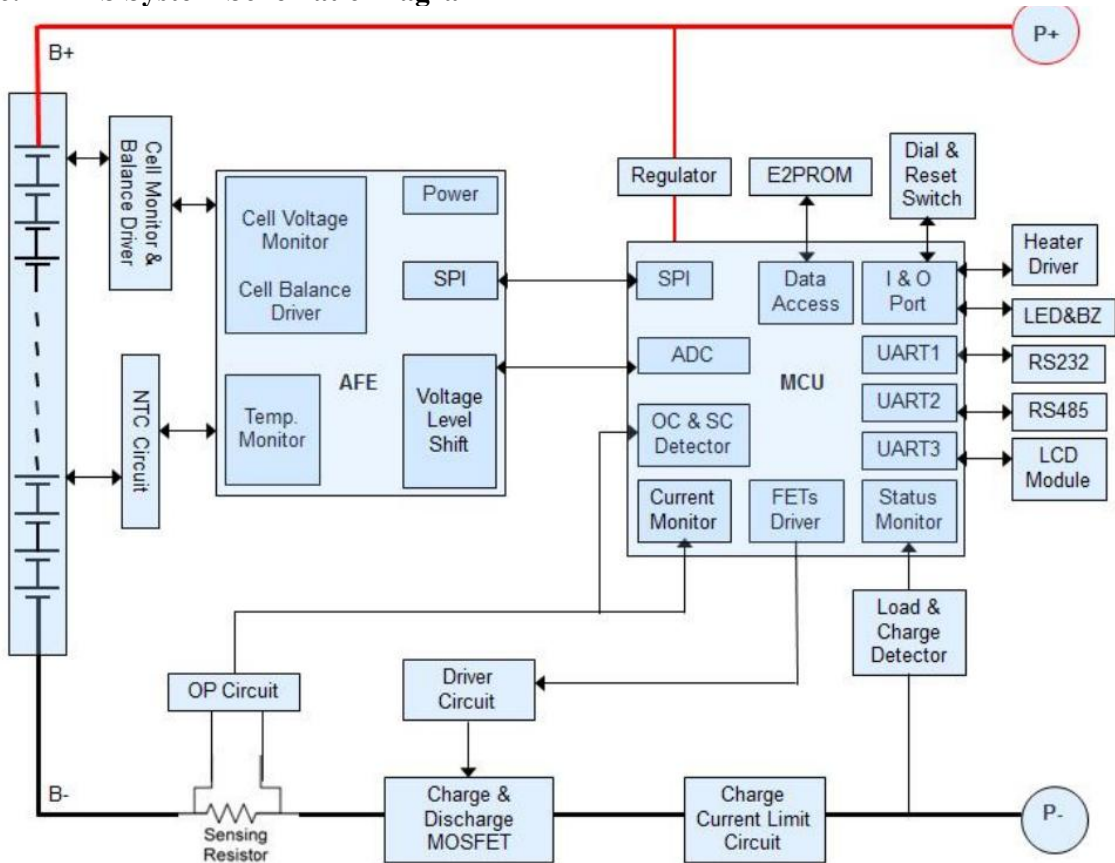 B+
P+
Cell Monitor &
Balance Driver
Cell Voltage
Monitor
Cell Balance
Driver
Power
SPI
AFE
Voltage
Level
Shift
Temp.
Monitor
NTC Circuit
Regulator
E2PROM
Dial &
Reset
Switch
SPI
Data
Access
I & O
Port
Heater
Driver
LED&BZ
ADC
MCU
UART1
RS232
UART2
RS485
OC & SC
Detector
UART3
LCD
Module
Current
Monitor
FETs
Driver
Status
Monitor
Load &
Charge
Detector
OP Circuit
Driver
Circuit
B-
Sensing
Resistor
Charge &
Discharge
MOSFET
Charge
Current Limit
Circuit
P-